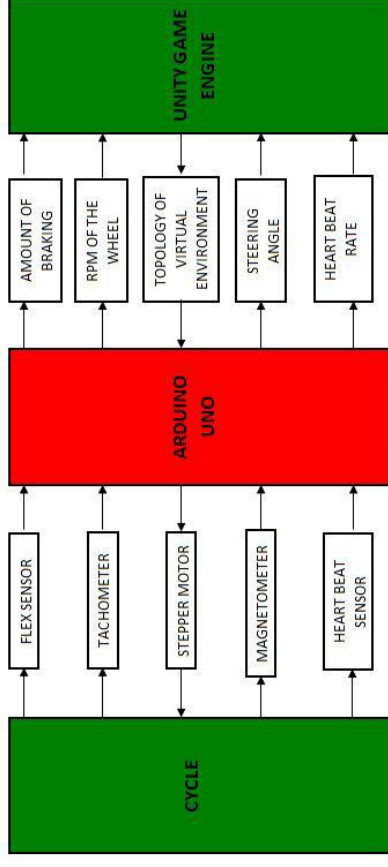 CYCLE
FLEX SENSOR
TACHOMETER
STEPPER MOTOR
MAGNETOMETER
HEART BEAT
SENSOR
ARDUINO
UNO
AMOUNT OF
BRAKING
RPM OF THE
WHEEL
TOPOLOGY OF
VIRTUAL
ENVIRONMENT
STEERING
ANGLE
HEART BEAT
RATE
UNITY GAME
ENGINE